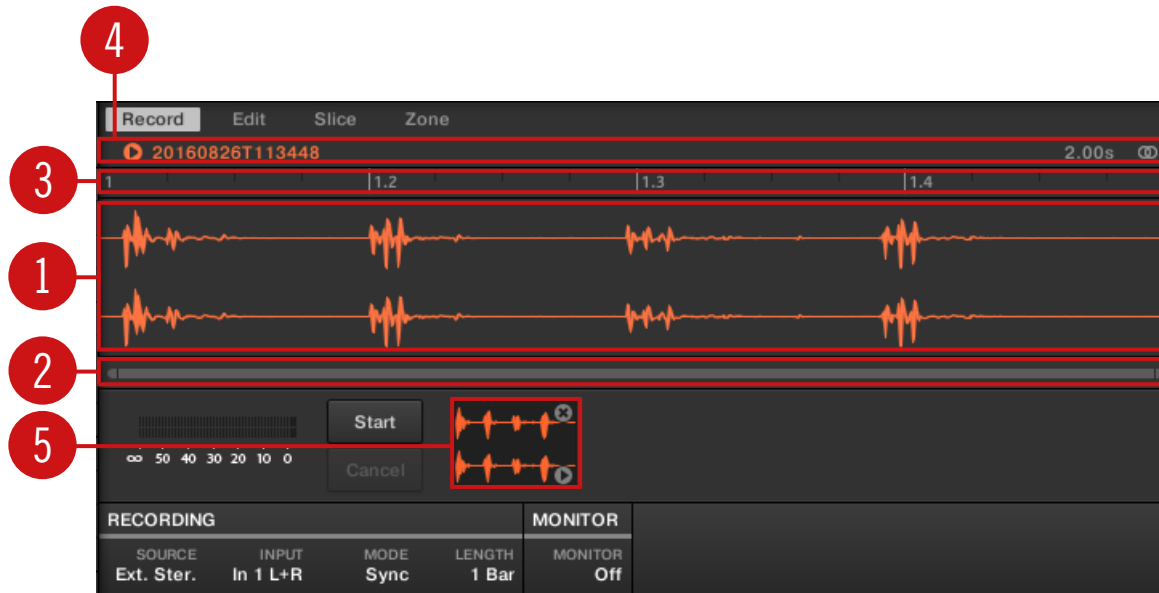 4
Record Edit Slice Zone
20160826T113448 2.00s
3
1 1.2 1.3 1.4
1
2
5
Start
∞ 50 40 30 20 10 0
Cancel
RECORDING MONITOR
SOURCE INPUT MODE LENGTH MONITOR
Ext. Ster. In 1 L+R Sync 1 Bar Off